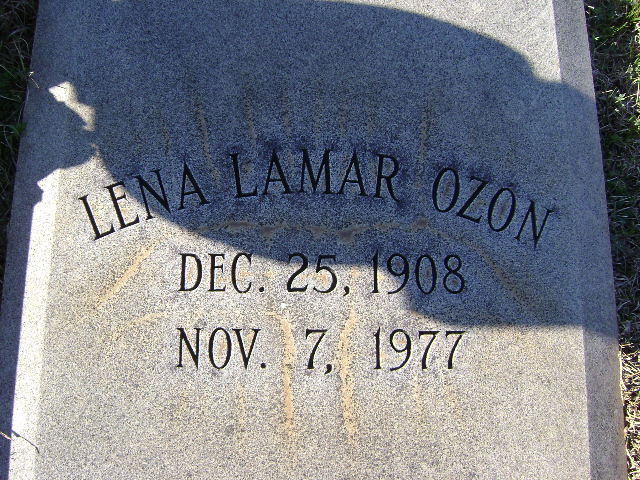 LENA LAMAR OZON
DEC. 25, 1908
NOV. 7, 1977